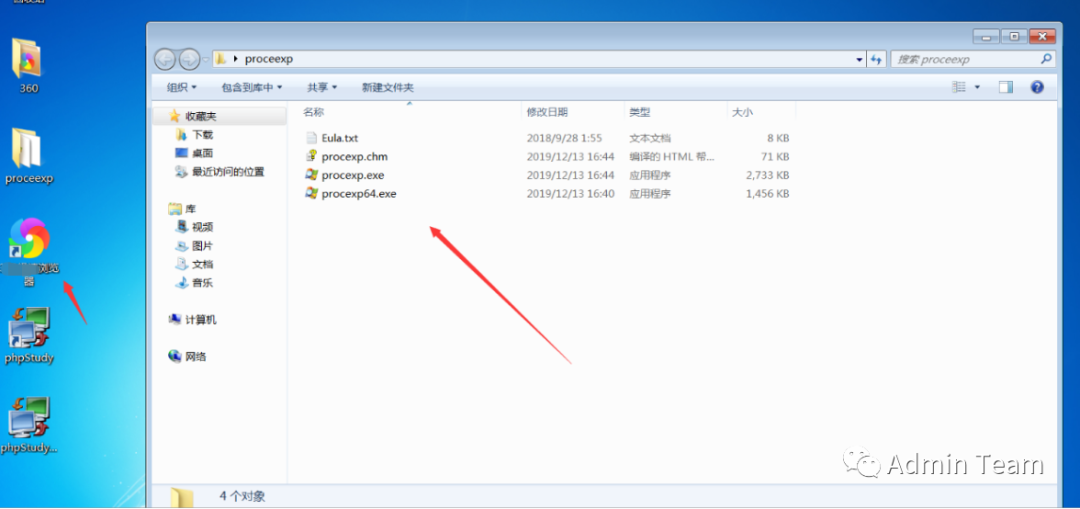 360
proceexp
器
phpStudy
phpStudy...
proceexp
搜索 proceexp
组织
包含到库中
共享
新建文件夹
收藏夹
下载
桌面
最近访问的位置
库
视频
图片
文档
音乐
计算机
网络
名称 修改日期 类型 大小
Eula.txt 2018/9/28 1:55 文本文档 8 KB
procexp.chm 2019/12/13 16:44 编译的 HTML 帮... 71 KB
procexp.exe 2019/12/13 16:44 应用程序 2,733 KB
procexp64.exe 2019/12/13 16:40 应用程序 1,456 KB
4 个对象
Admin Team